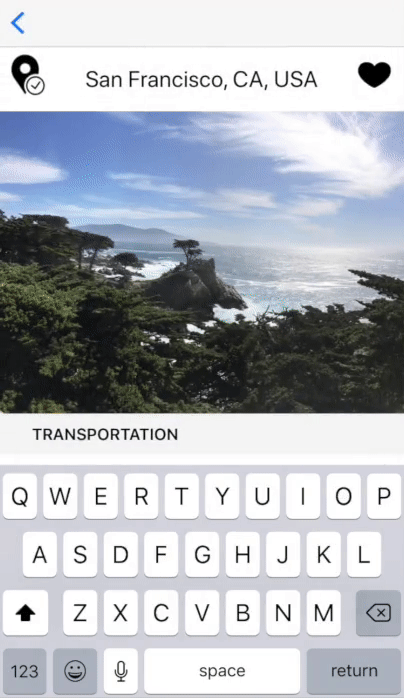 San Francisco, CA, USA
TRANSPORTATION
Q W E R T Y U I O P
A S D F G H J K L
Z X C V B N M
123 space return